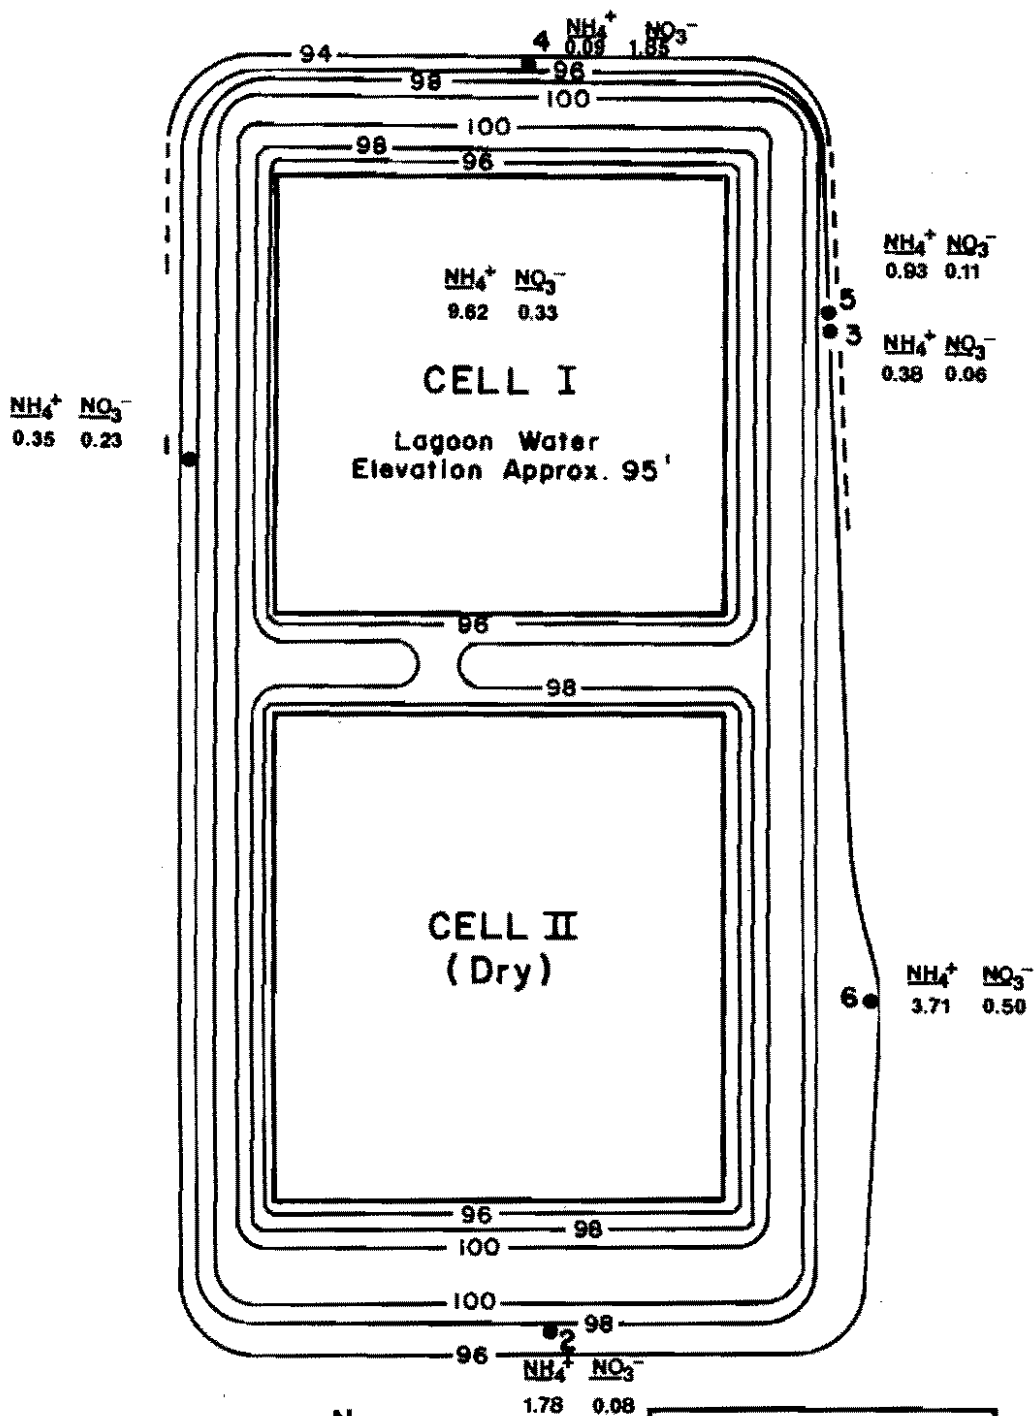 4 NH₄⁺ NO₃⁻
0.09 1.85
94
96
98
100
100
98
96
NH₄⁺ NO₃⁻
9.62 0.33
CELL I
Lagoon Water
Elevation Approx. 95'
NH₄⁺ NO₃⁻
0.93 0.11
5
3
NH₄⁺ NO₃⁻
0.38 0.06
NH₄⁺ NO₃⁻
0.35 0.23
96
98
CELL II
(Dry)
6
NH₄⁺ NO₃⁻
3.71 0.50
96
98
100
100
98
2
96
NH₄⁺ NO₃⁻
1.78 0.08
N